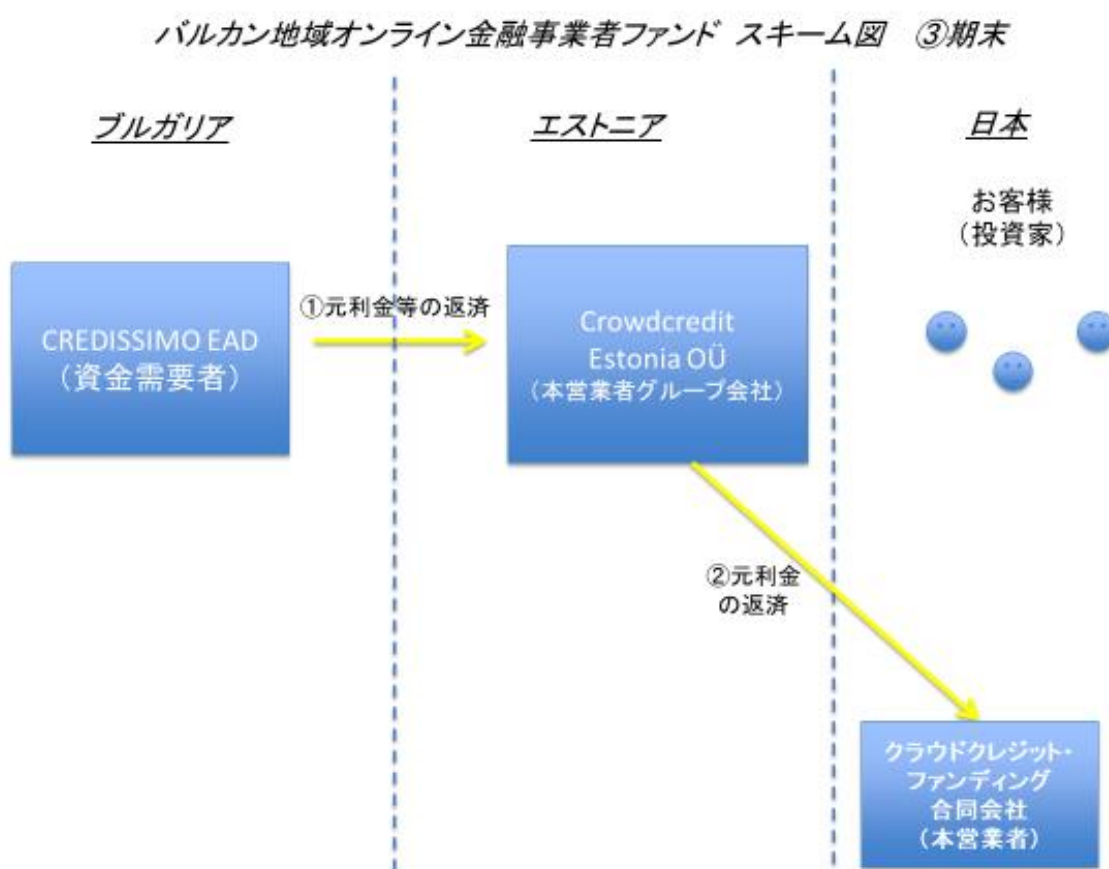 バルカン地域オンライン金融事業者ファンド スキーム図 ③期末
ブルガリア
エストニア
日本
お客様
（投資家）
CREDISSIMO EAD
（資金需要者）
①元利金等の返済
Crowdcredit
Estonia OÜ
（本営業者グループ会社）
②元利金
の返済
クラウドクレジット・
ファンディング
合同会社
（本営業者）